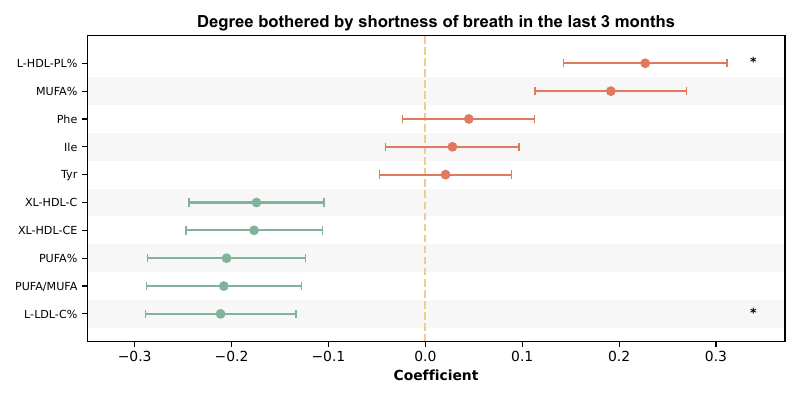 Degree bothered by shortness of breath in the last 3 months
L-HDL-PL% *
MUFA%
Phe
Ile
Tyr
XL-HDL-C
XL-HDL-CE
PUFA%
PUFA/MUFA
L-LDL-C% *
−0.3 −0.2 −0.1 0.0 0.1 0.2 0.3
Coefficient